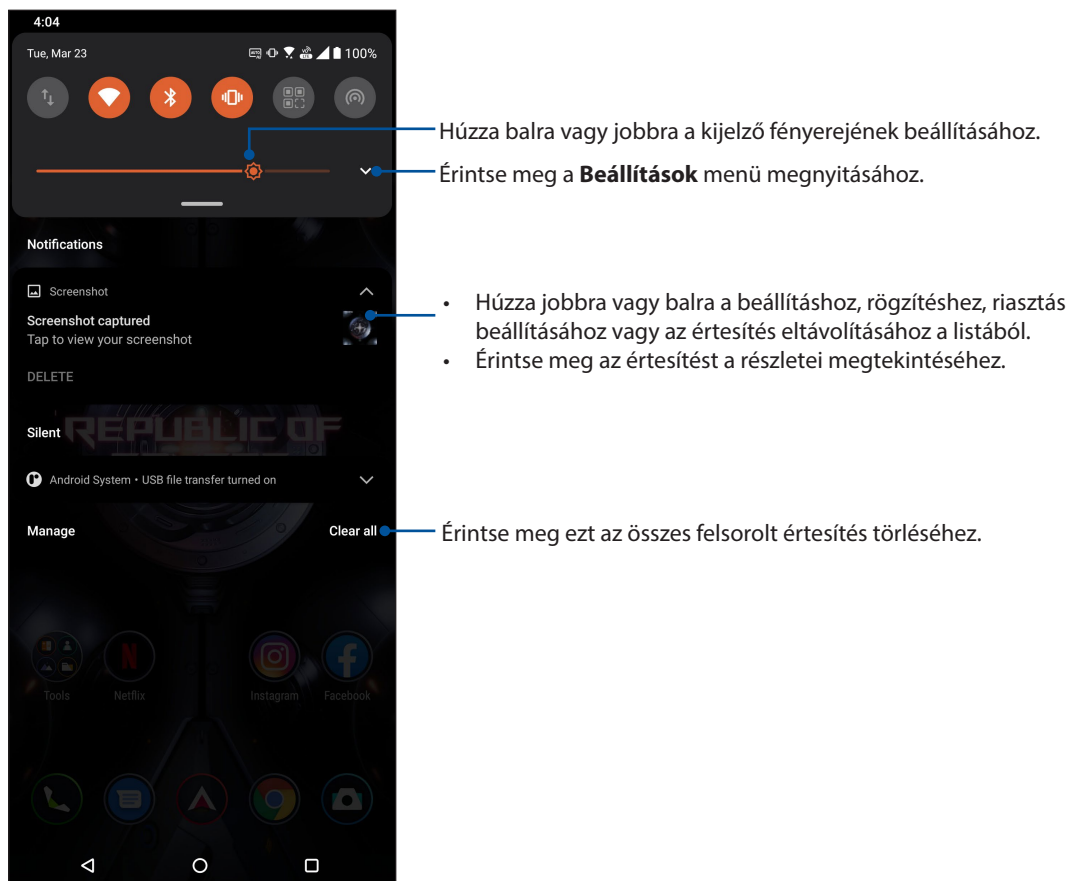 4:04
Tue, Mar 23
100%
Húzza balra vagy jobbra a kijelző fényerejének beállításához.
Érintse meg a Beállítások menü megnyitásához.
Notifications
Screenshot
Screenshot captured
Tap to view your screenshot
• Húzza jobbra vagy balra a beállításhoz, rögzítéshez, riasztás
beállításához vagy az értesítés eltávolításához a listából.
• Érintse meg az értesítést a részletei megtekintéséhez.
DELETE
Silent
REPUBLIC OF
Android System • USB file transfer turned on
Manage
Clear all
Érintse meg ezt az összes felsorolt értesítés törléséhez.
Tools
Netflix
Instagram
Facebook